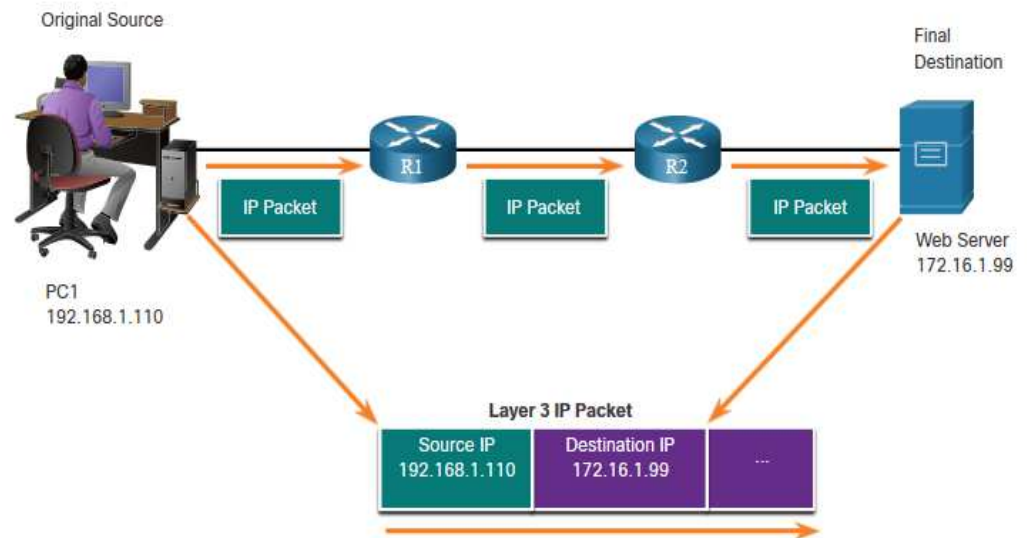 Original Source
Final
Destination
R1
R2
IP Packet
IP Packet
IP Packet
Web Server
172.16.1.99
PC1
192.168.1.110
Layer 3 IP Packet
Source IP
192.168.1.110
Destination IP
172.16.1.99
...